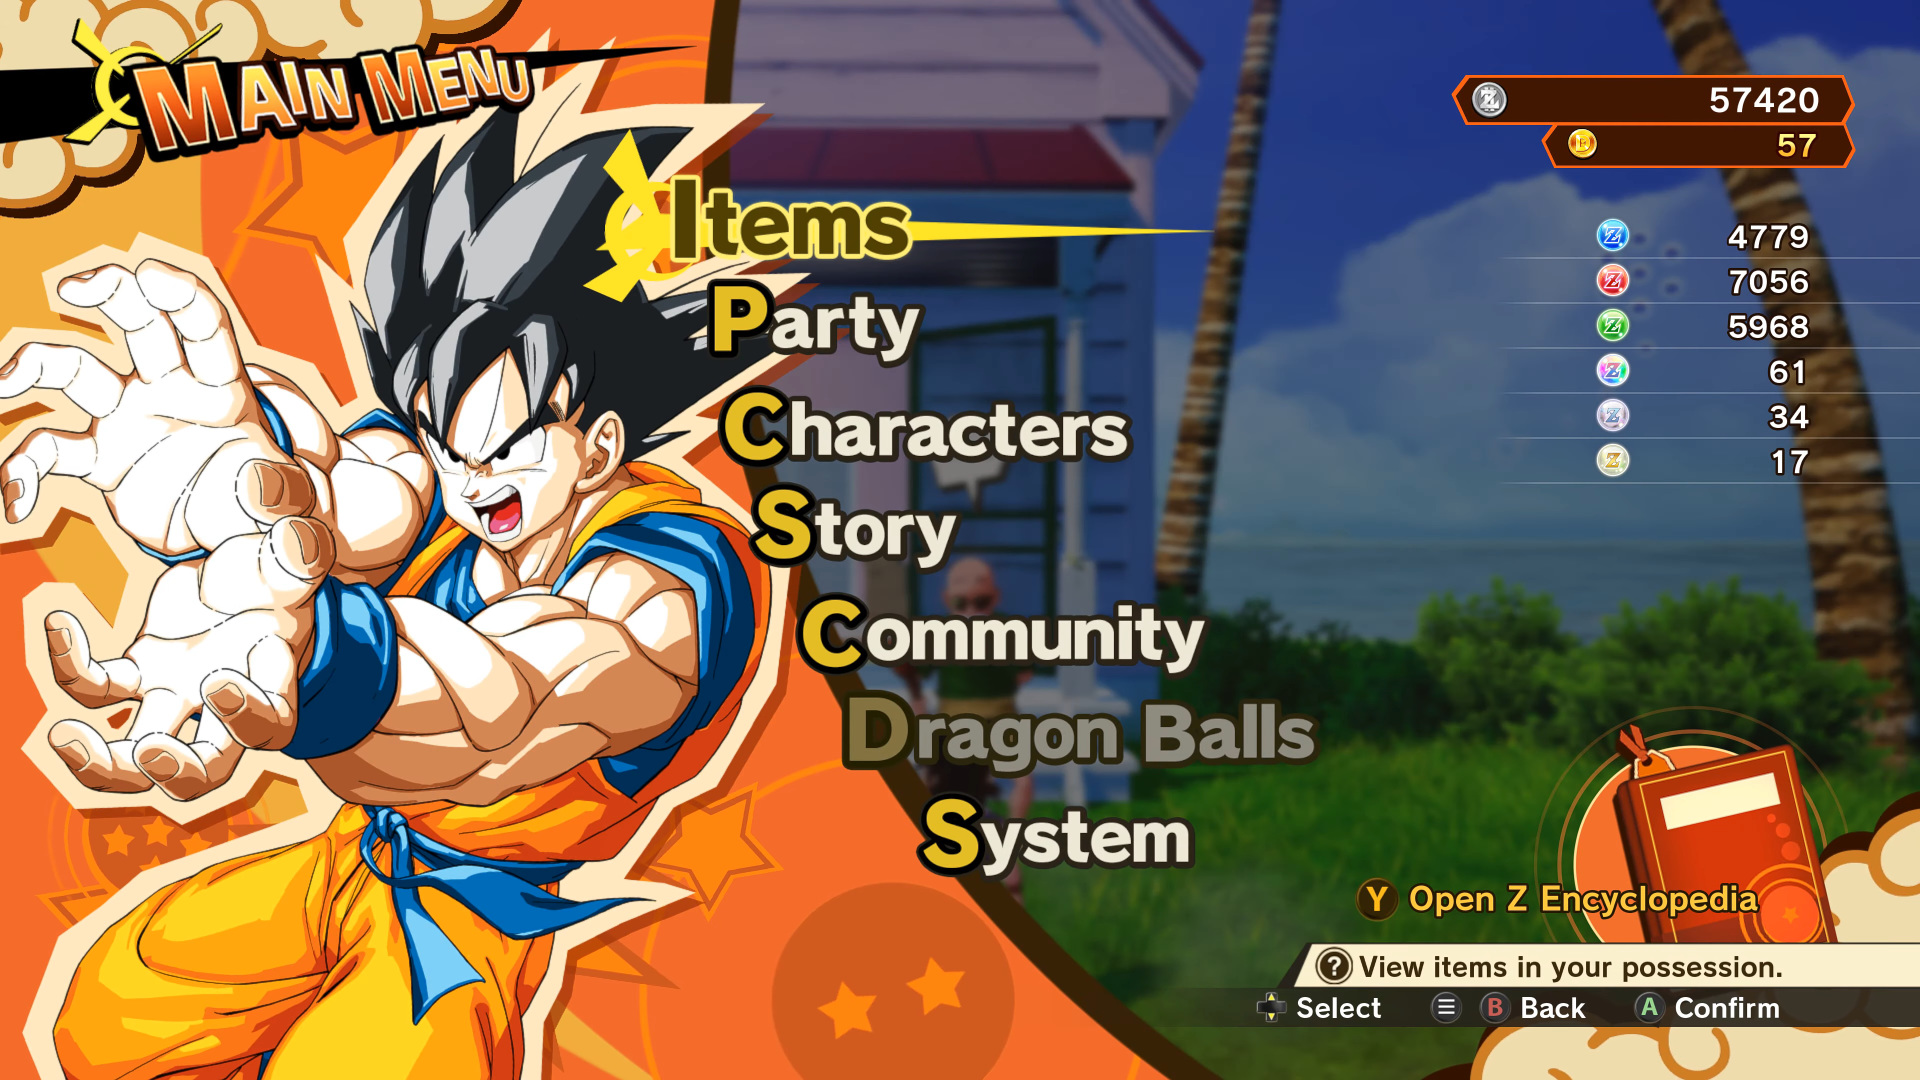 MAIN MENU
57420
57
Items
4779
7056
Party
5968
61
Characters
34
17
Story
Community
Dragon Balls
System
Y Open Z Encyclopedia
? View items in your possession.
Select B Back A Confirm